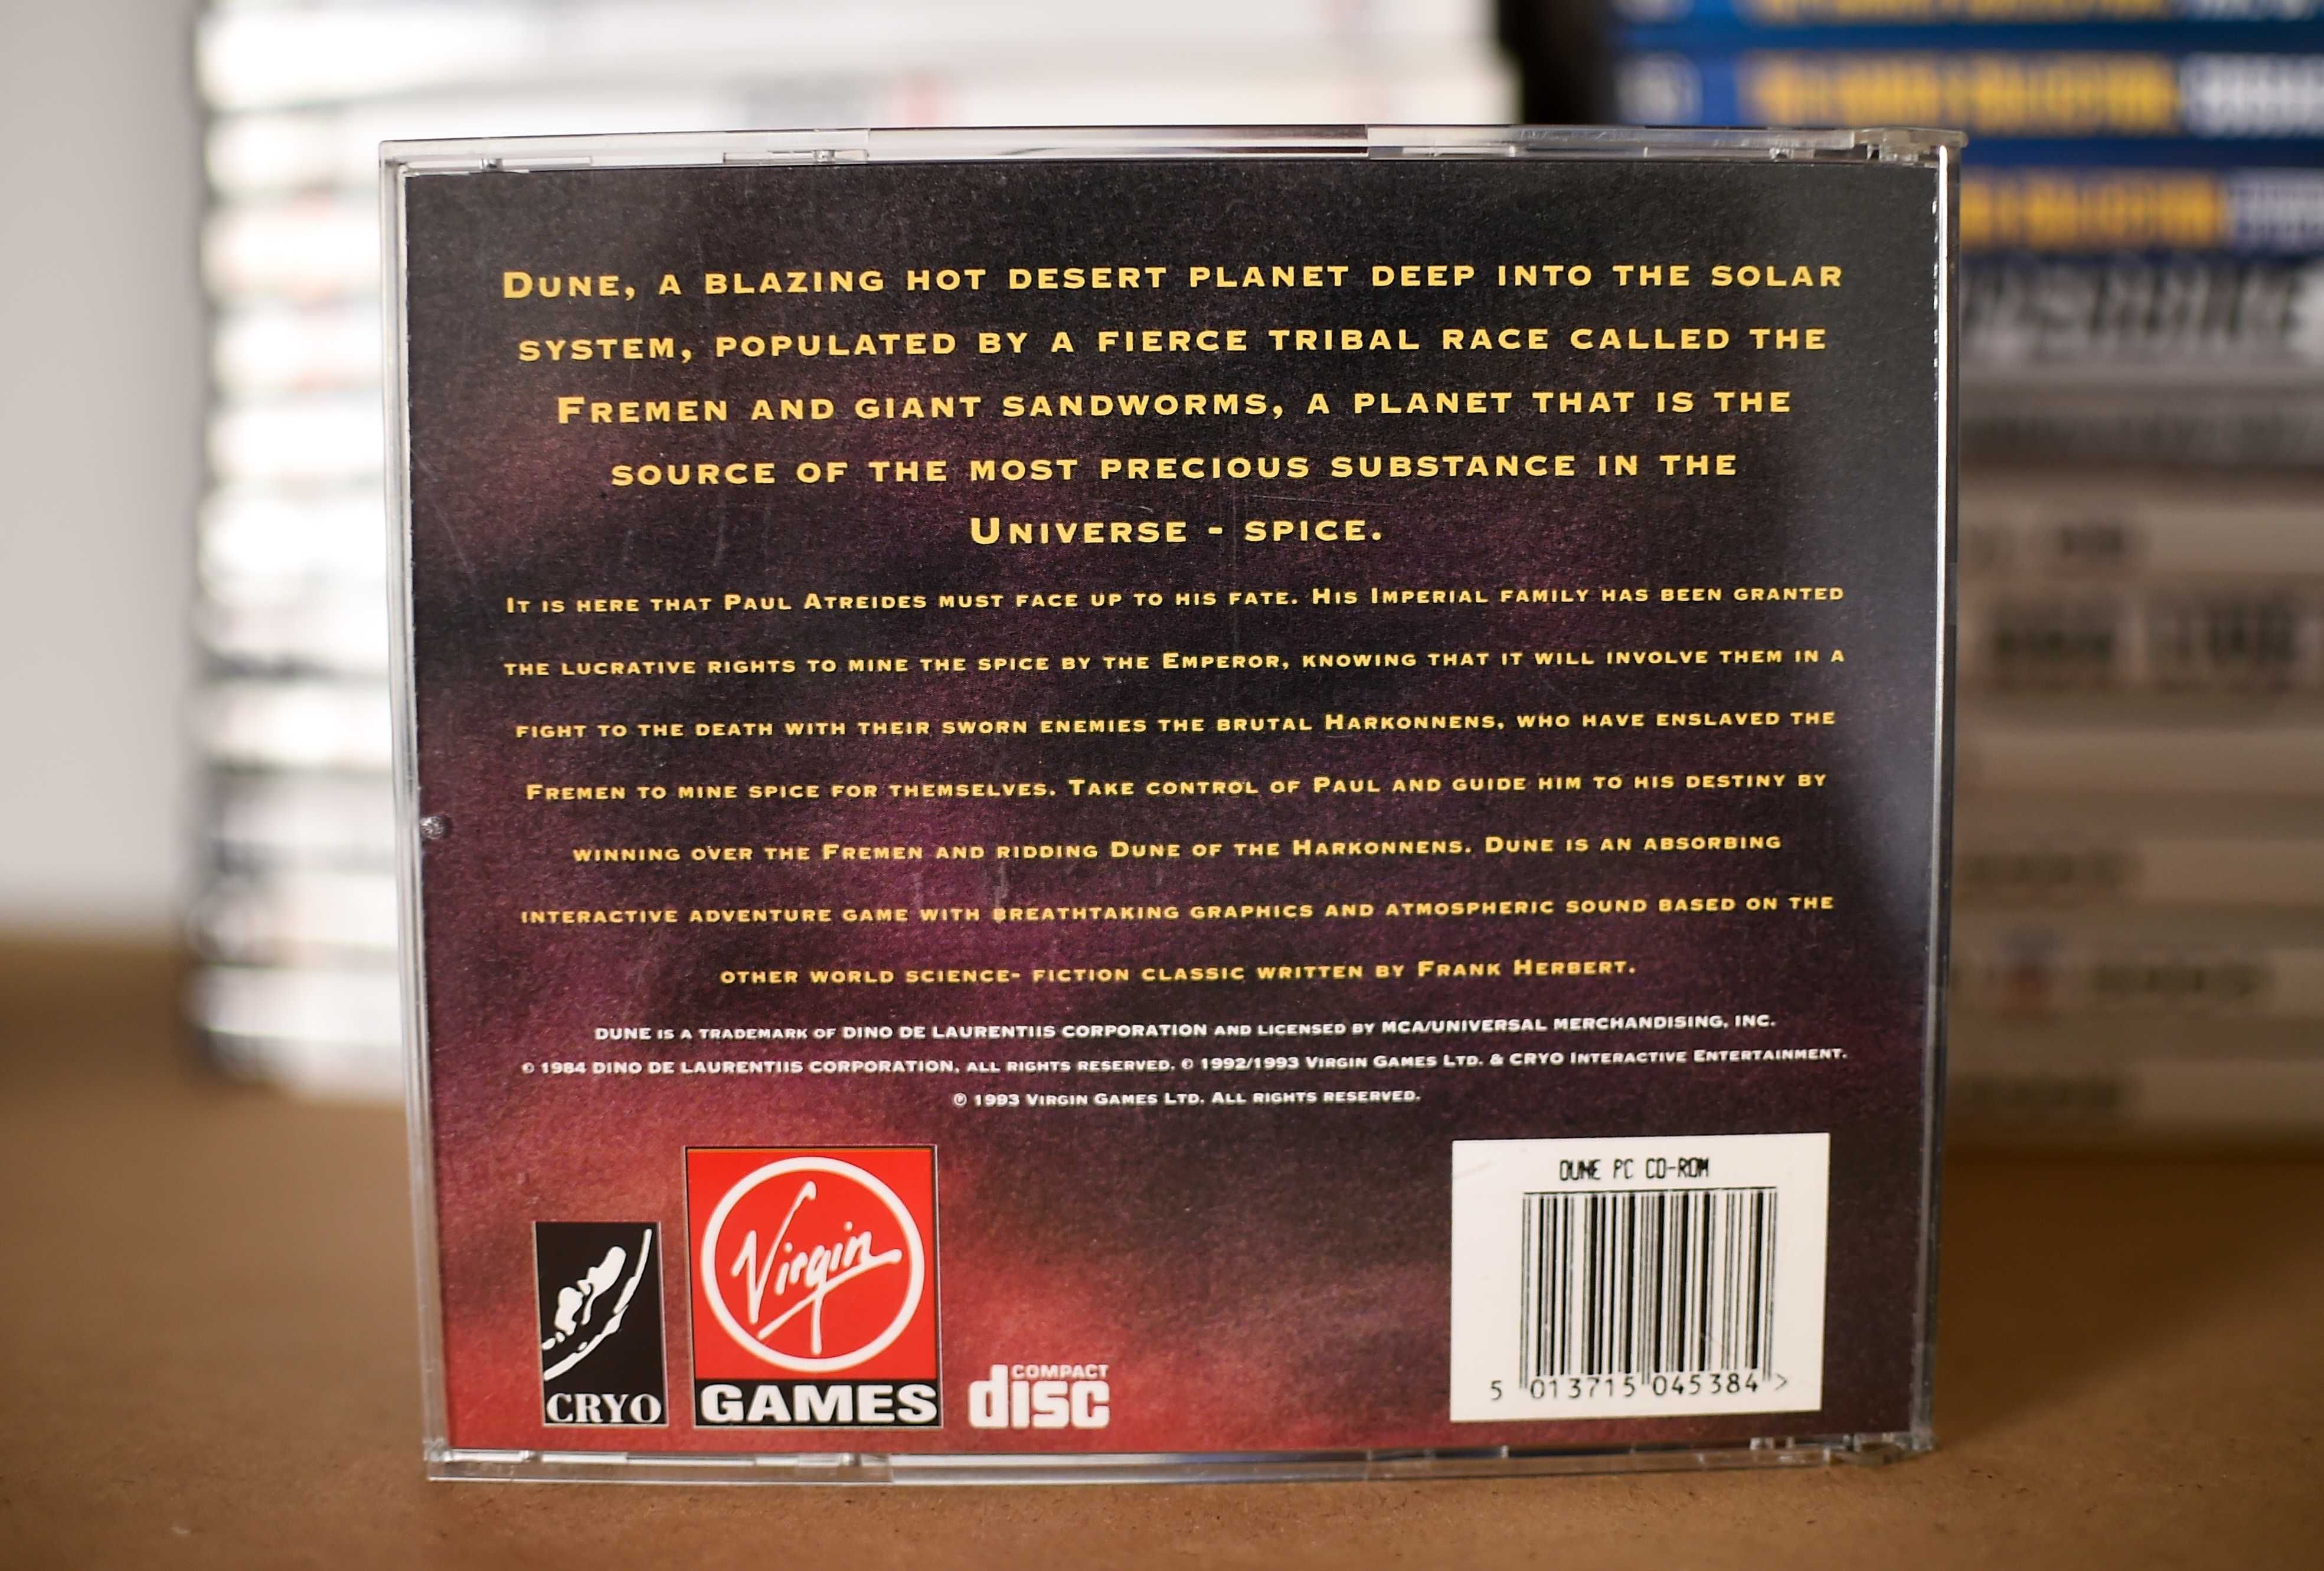 Dune, a blazing hot desert planet deep into the solar
system, populated by a fierce tribal race called the
Fremen and giant sandworms, a planet that is the
source of the most precious substance in the
Universe - spice.
It is here that Paul Atreides must face up to his fate. His Imperial family has been granted
the lucrative rights to mine the spice by the Emperor, knowing that it will involve them in a
fight to the death with their sworn enemies the brutal Harkonnens, who have enslaved the
Fremen to mine spice for themselves. Take control of Paul and guide him to his destiny by
winning over the Fremen and ridding Dune of the Harkonnens. Dune is an absorbing
interactive adventure game with breathtaking graphics and atmospheric sound based on the
other world science- fiction classic written by Frank Herbert.
DUNE IS A TRADEMARK OF DINO DE LAURENTIIS CORPORATION AND LICENSED BY MCA/UNIVERSAL MERCHANDISING, INC.
© 1984 DINO DE LAURENTIIS CORPORATION, ALL RIGHTS RESERVED. © 1992/1993 Virgin Games Ltd. & CRYO Interactive Entertainment.
℗ 1993 Virgin Games Ltd. All rights reserved.
CRYO
Virgin
GAMES
COMPACT
disc
DUNE PC CD-ROM
5 013715 045384 >